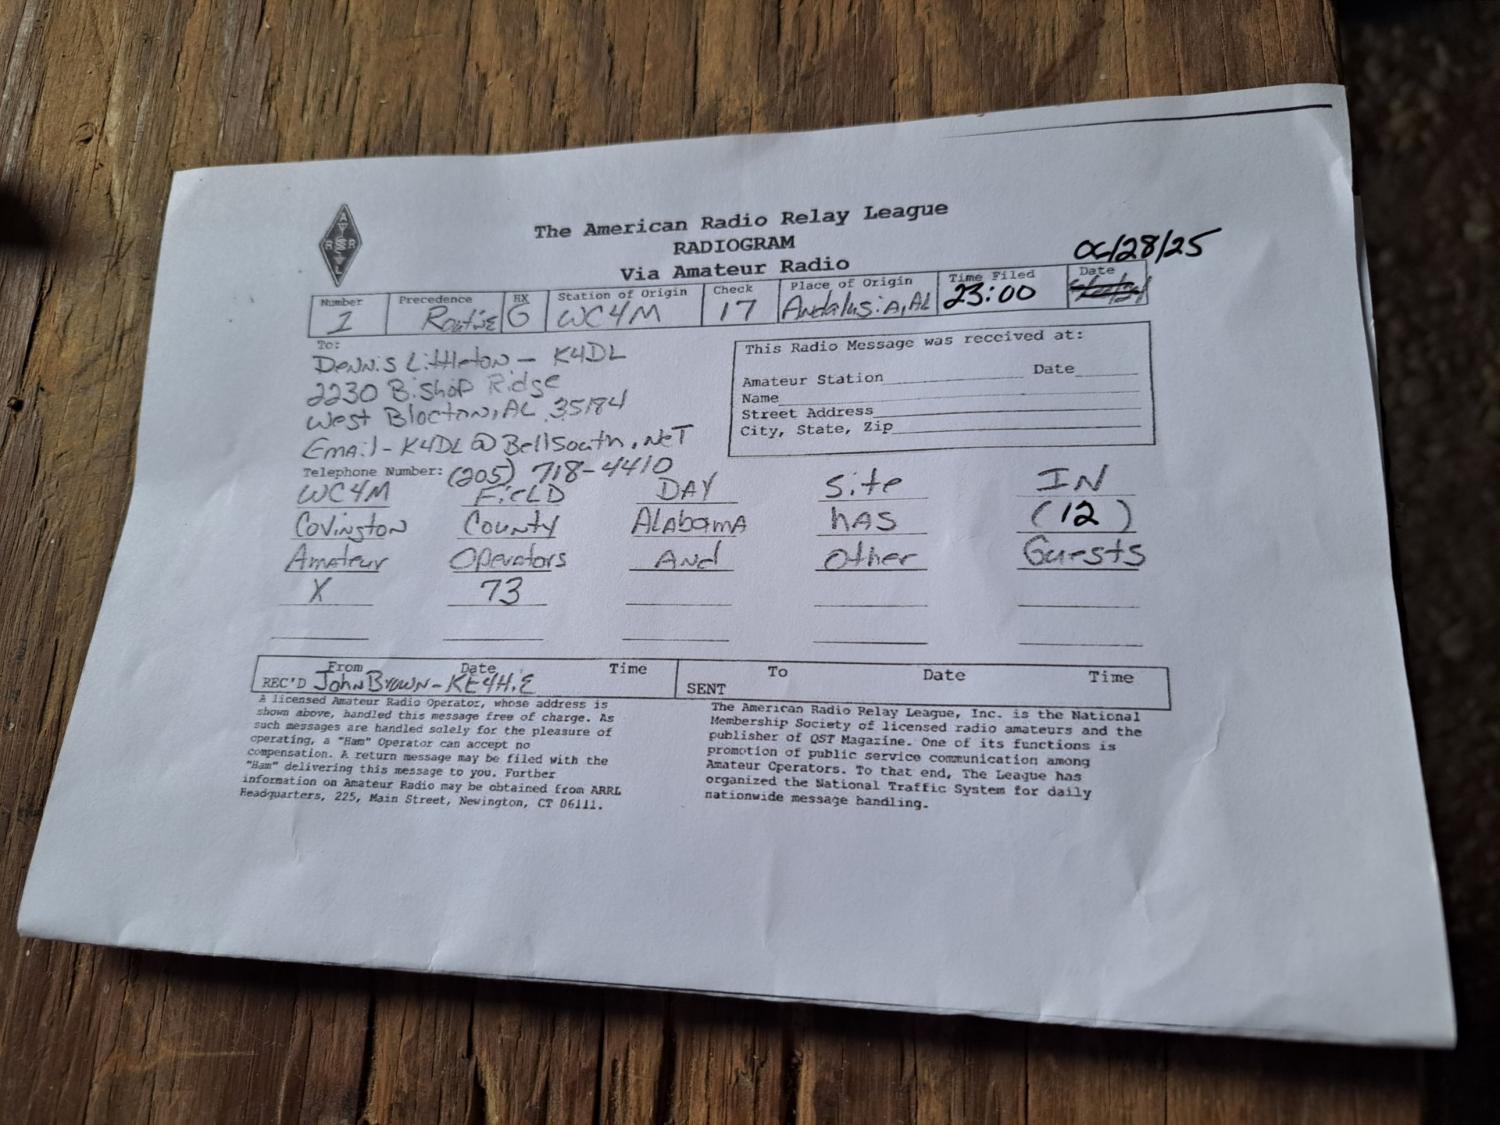 The American Radio Relay League
RADIOGRAM
Via Amateur Radio
06/28/25
Number Precedence HX Station of Origin Check Place of Origin Time Filed Date
1 Routine G WC4M 17 Andalusia, AL 23:00
To:
Dennis Littleton - K4DL
2230 Bishop Ridge
West Blocton, AL 35184
Email - K4DL@Bellsouth.NeT
Telephone Number: (205) 718-4410
This Radio Message was received at:
Amateur Station Date
Name
Street Address
City, State, Zip
WC4M FieLD DAY Site IN
Covington County Alabama hAS (12)
Amateur Operators And Other Guests
X 73
From Date Time
REC'D John Brown - KE4H.E
To Date Time
SENT
A licensed Amateur Radio Operator, whose address is
shown above, handled this message free of charge. As
such messages are handled solely for the pleasure of
operating, a "Ham" Operator can accept no
compensation. A return message may be filed with the
"Ham" delivering this message to you. Further
information on Amateur Radio may be obtained from ARRL
Headquarters, 225, Main Street, Newington, CT 06111.
The American Radio Relay League, Inc. is the National
Membership Society of licensed radio amateurs and the
publisher of QST Magazine. One of its functions is
promotion of public service communication among
Amateur Operators. To that end, The League has
organized the National Traffic System for daily
nationwide message handling.